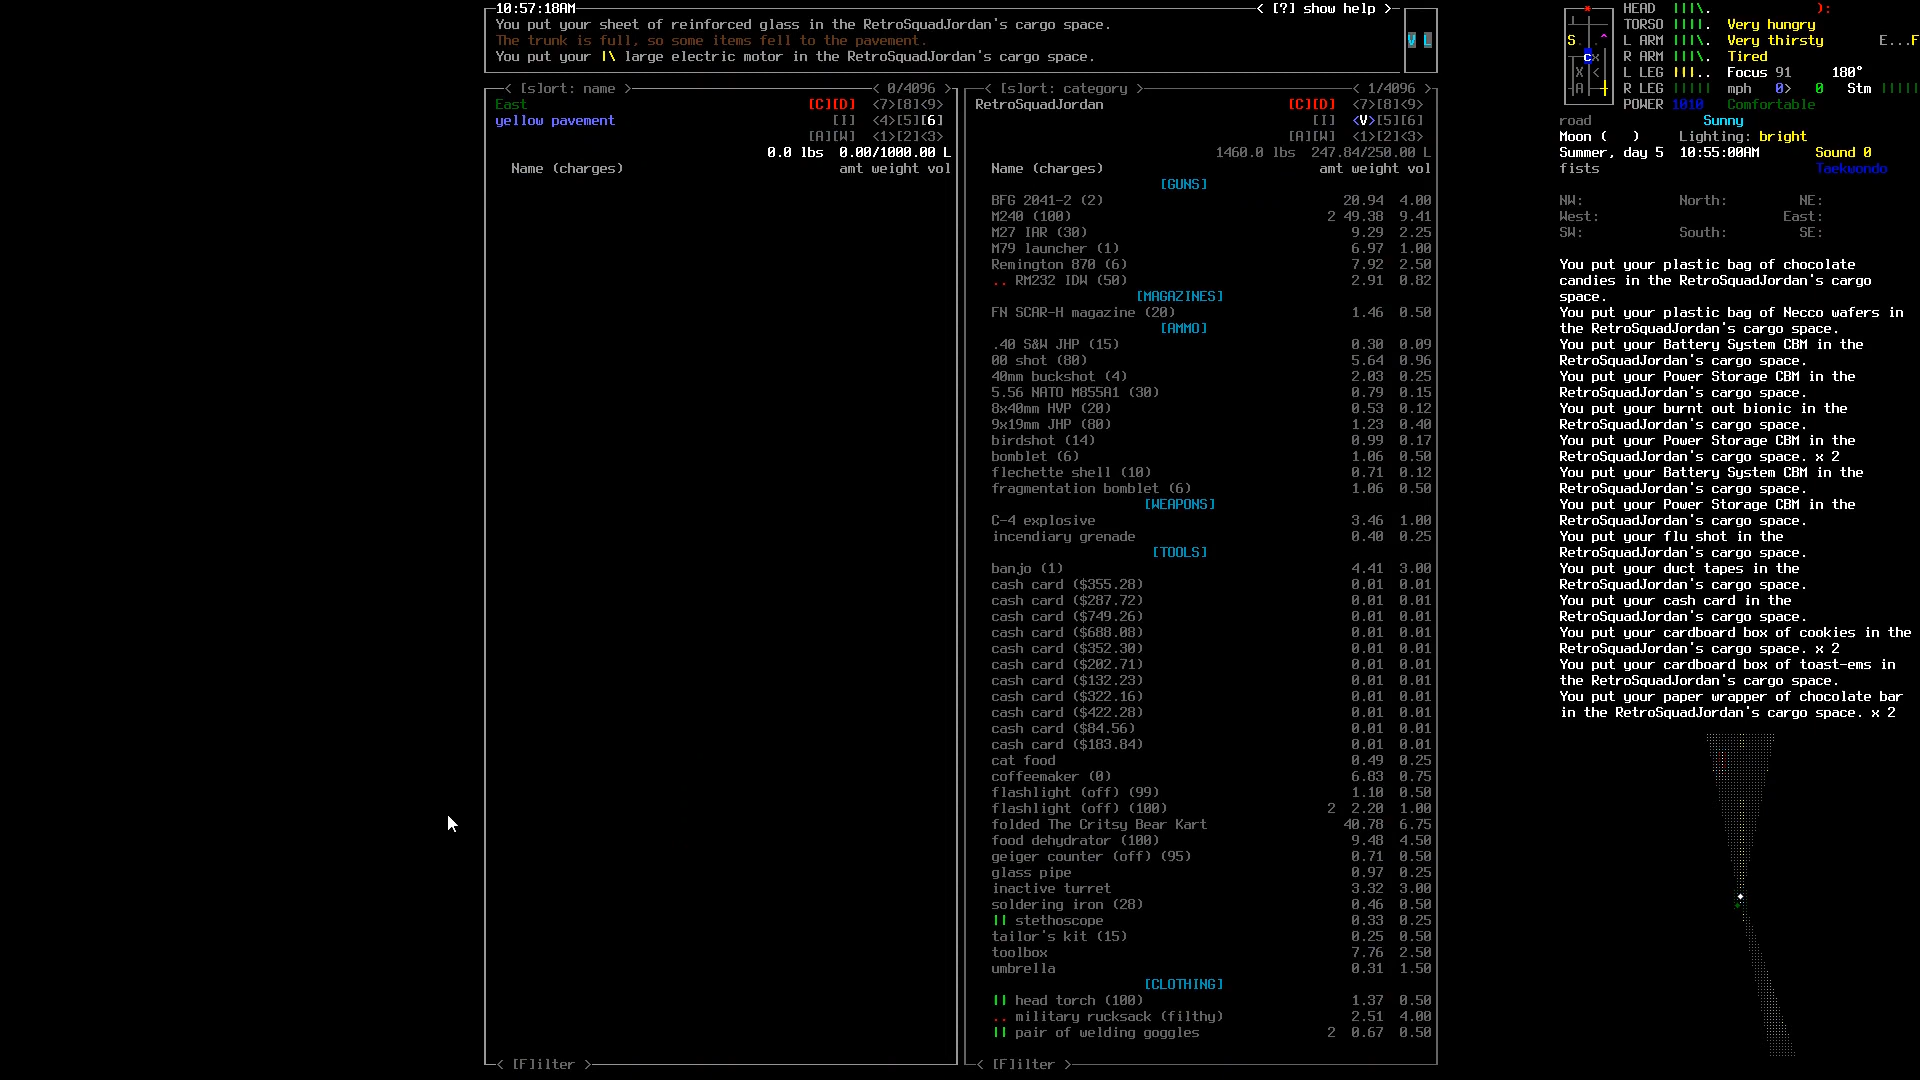 10:57:18AM < [?] show help >
You put your sheet of reinforced glass in the RetroSquadJordan's cargo space.
The trunk is full, so some items fell to the pavement.
You put your |\ large electric motor in the RetroSquadJordan's cargo space.
V L
< [s]ort: name > < 0/4096 >
East [C][D] <7>[8]<9>
yellow pavement [I] <4>[5][6]
[A][W] <1>[2]<3>
0.0 lbs 0.00/1000.00 L
Name (charges) amt weight vol
< [F]ilter >
< [s]ort: category > < 1/4096 >
RetroSquadJordan [C][D] <7>[8]<9>
[I] <V>[5][6]
[A][W] <1>[2]<3>
1460.0 lbs 247.84/250.00 L
Name (charges) amt weight vol
[GUNS]
BFG 2041-2 (2) 20.94 4.00
M240 (100) 2 49.38 9.41
M27 IAR (30) 9.29 2.25
M79 launcher (1) 6.97 1.00
Remington 870 (6) 7.92 2.50
.. RM232 IDW (50) 2.91 0.82
[MAGAZINES]
FN SCAR-H magazine (20) 1.46 0.50
[AMMO]
.40 S&W JHP (15) 0.30 0.09
00 shot (80) 5.64 0.96
40mm buckshot (4) 2.03 0.25
5.56 NATO M855A1 (30) 0.79 0.15
8x40mm HVP (20) 0.53 0.12
9x19mm JHP (80) 1.23 0.40
birdshot (14) 0.99 0.17
bomblet (6) 1.06 0.50
flechette shell (10) 0.71 0.12
fragmentation bomblet (6) 1.06 0.50
[WEAPONS]
C-4 explosive 3.46 1.00
incendiary grenade 0.40 0.25
[TOOLS]
banjo (1) 4.41 3.00
cash card ($355.28) 0.01 0.01
cash card ($287.72) 0.01 0.01
cash card ($749.26) 0.01 0.01
cash card ($688.08) 0.01 0.01
cash card ($352.30) 0.01 0.01
cash card ($202.71) 0.01 0.01
cash card ($132.23) 0.01 0.01
cash card ($322.16) 0.01 0.01
cash card ($422.28) 0.01 0.01
cash card ($84.56) 0.01 0.01
cash card ($183.84) 0.01 0.01
cat food 0.49 0.25
coffeemaker (0) 6.83 0.75
flashlight (off) (99) 1.10 0.50
flashlight (off) (100) 2 2.20 1.00
folded The Critsy Bear Kart 40.78 6.75
food dehydrator (100) 9.48 4.50
geiger counter (off) (95) 0.71 0.50
glass pipe 0.97 0.25
inactive turret 3.32 3.00
soldering iron (28) 0.46 0.50
|| stethoscope 0.33 0.25
tailor's kit (15) 0.25 0.50
toolbox 7.76 2.50
umbrella 0.31 1.50
[CLOTHING]
|| head torch (100) 1.37 0.50
.. military rucksack (filthy) 2.51 4.00
|| pair of welding goggles 2 0.67 0.50
< [F]ilter >
HEAD |||\. ):
TORSO ||||. Very hungry
L ARM |||\. Very thirsty E...F
R ARM |||\. Tired
L LEG |||.. Focus 91 180°
R LEG |||||  mph 0> 0 Stm |||||
POWER 1010 Comfortable
road Sunny
Moon (   ) Lighting: bright
Summer, day 5 10:55:00AM Sound 0
fists Taekwondo
NW: North: NE:
West: East:
SW: South: SE:
You put your plastic bag of chocolate
candies in the RetroSquadJordan's cargo
space.
You put your plastic bag of Necco wafers in
the RetroSquadJordan's cargo space.
You put your Battery System CBM in the
RetroSquadJordan's cargo space.
You put your Power Storage CBM in the
RetroSquadJordan's cargo space.
You put your burnt out bionic in the
RetroSquadJordan's cargo space.
You put your Power Storage CBM in the
RetroSquadJordan's cargo space. x 2
You put your Battery System CBM in the
RetroSquadJordan's cargo space.
You put your Power Storage CBM in the
RetroSquadJordan's cargo space.
You put your flu shot in the
RetroSquadJordan's cargo space.
You put your duct tapes in the
RetroSquadJordan's cargo space.
You put your cash card in the
RetroSquadJordan's cargo space.
You put your cardboard box of cookies in the
RetroSquadJordan's cargo space. x 2
You put your cardboard box of toast-ems in
the RetroSquadJordan's cargo space.
You put your paper wrapper of chocolate bar
in the RetroSquadJordan's cargo space. x 2